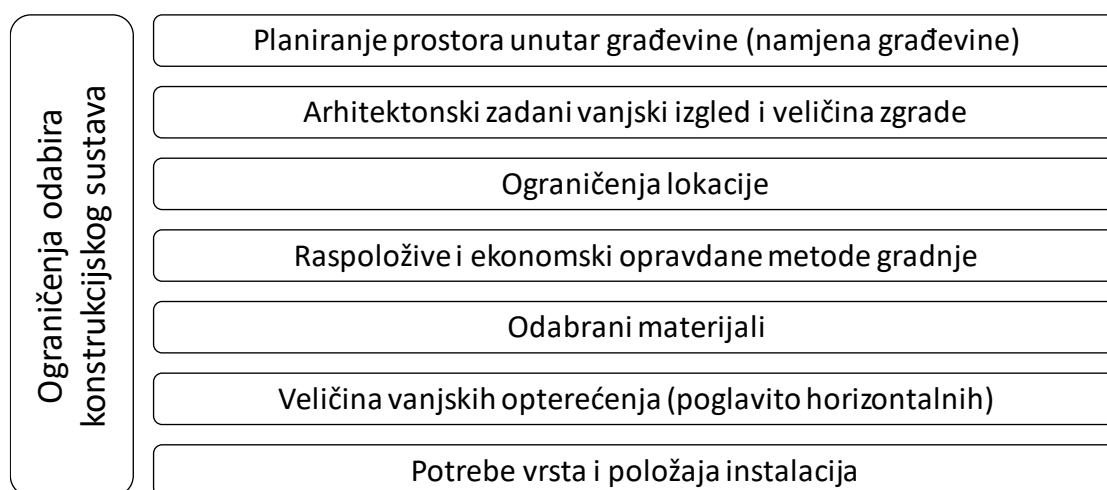 Ograničenja odabira
konstrukcijskog sustava
Planiranje prostora unutar građevine (namjena građevine)
Arhitektonski zadani vanjski izgled i veličina zgrade
Ograničenja lokacije
Raspoložive i ekonomski opravdane metode gradnje
Odabrani materijali
Veličina vanjskih opterećenja (poglavito horizontalnih)
Potrebe vrsta i položaja instalacija